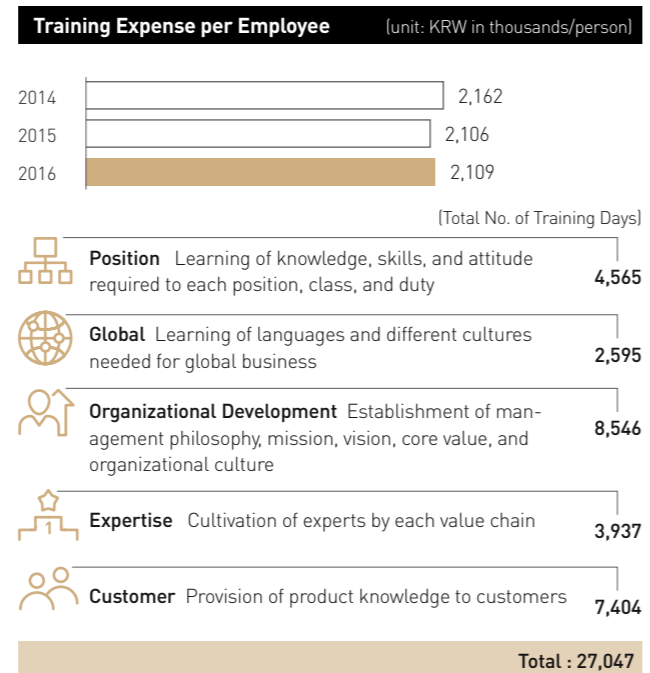 Training Expense per Employee (unit: KRW in thousands/person)
2014 2,162
2015 2,106
2016 2,109
(Total No. of Training Days)
Position Learning of knowledge, skills, and attitude
required to each position, class, and duty
4,565
Global Learning of languages and different cultures
needed for global business
2,595
Organizational Development Establishment of man-
agement philosophy, mission, vision, core value, and
organizational culture
8,546
1
Expertise Cultivation of experts by each value chain
3,937
Customer Provision of product knowledge to customers
7,404
Total : 27,047